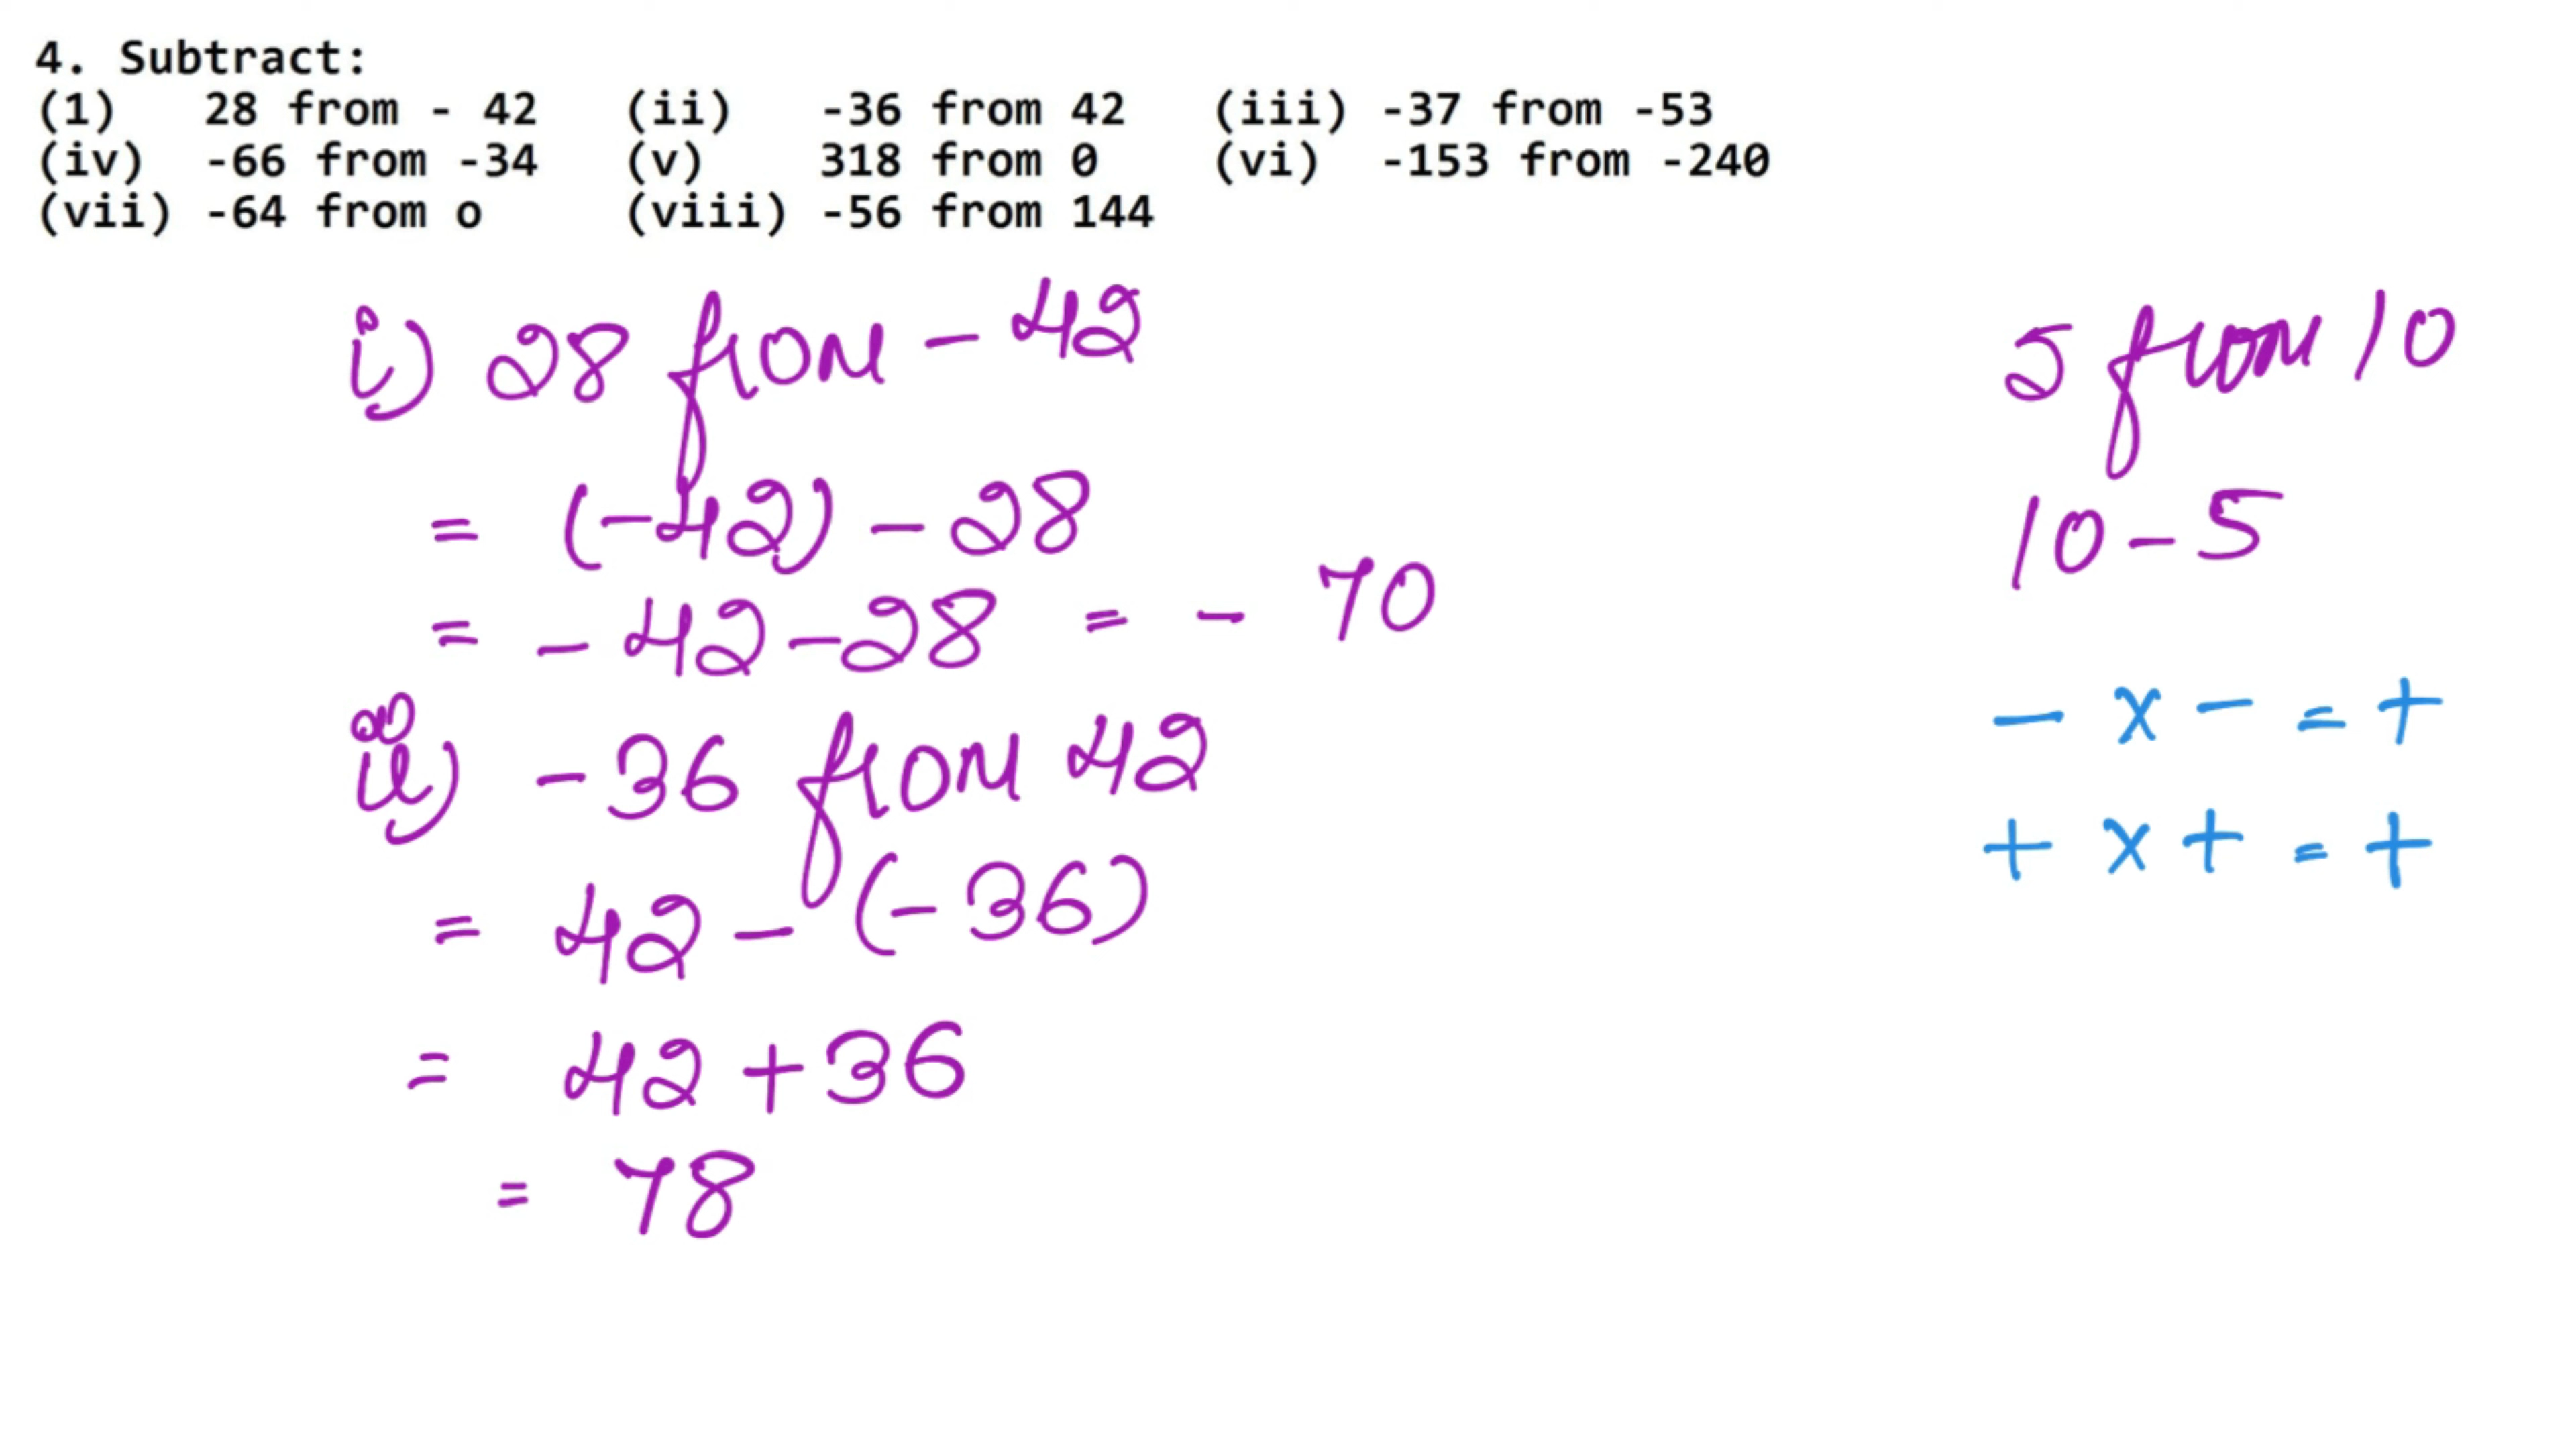 4. Subtract:
(1) 28 from - 42 (ii) -36 from 42 (iii) -37 from -53
(iv) -66 from -34 (v) 318 from 0 (vi) -153 from -240
(vii) -64 from o (viii) -56 from 144
i) 28 from - 42
= (-42) - 28
= - 42 - 28 = - 70
ii) - 36 from 42
= 42 - (- 36)
= 42 + 36
= 78
5 from 10
10 - 5
- x - = +
+ x + = +